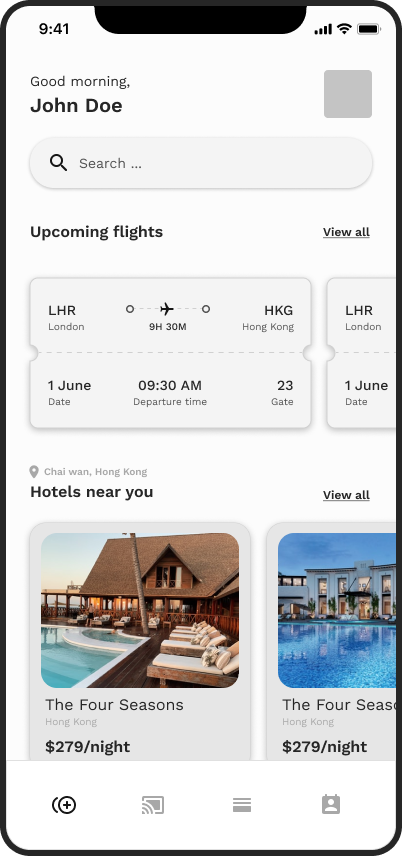 9:41
Good morning,
John Doe
Search ...
Upcoming flights
View all
LHR
HKG
London
9H 30M
Hong Kong
1 June
09:30 AM
23
Date
Departure time
Gate
LHR
London
1 June
Date
Chai wan, Hong Kong
Hotels near you
View all
The Four Seasons
Hong Kong
$279/night
The Four Seaso
Hong Kong
$279/night